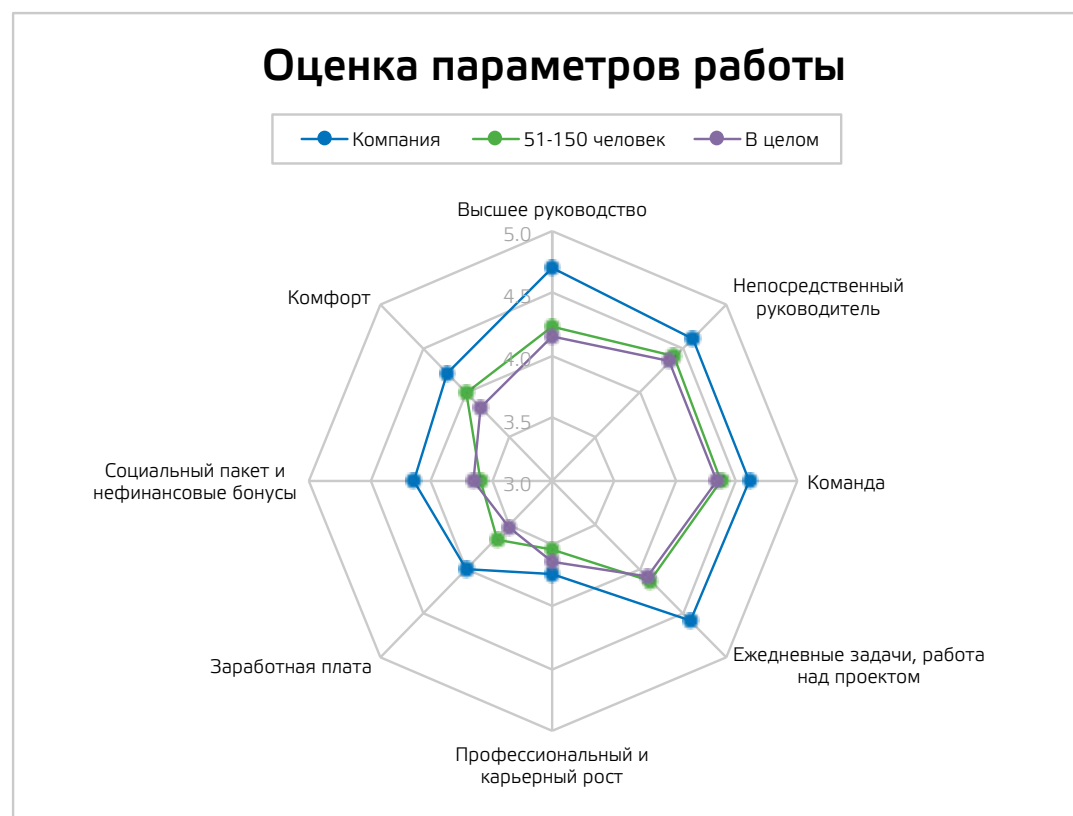 Оценка параметров работы
Компания 51-150 человек В целом
Высшее руководство
5.0
Непосредственный
руководитель
Комфорт
4.5
4.0
3.5
Социальный пакет и
нефинансовые бонусы
3.0
Команда
Заработная плата
Ежедневные задачи, работа
над проектом
Профессиональный и
карьерный рост